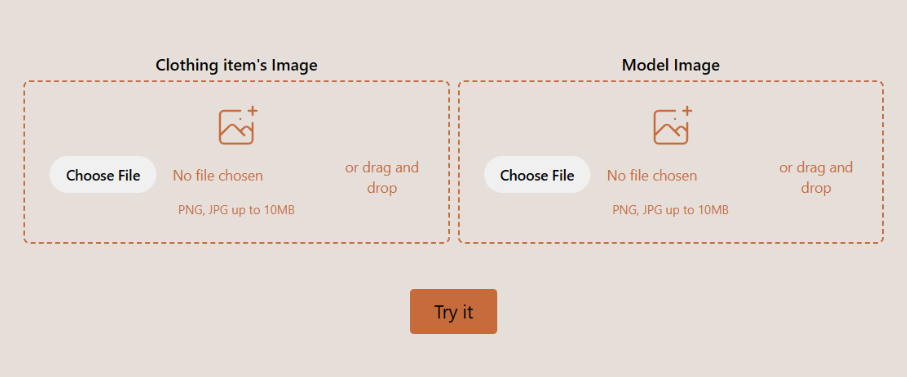 Clothing item's Image
Choose File No file chosen
or drag and
drop
PNG, JPG up to 10MB
Model Image
Choose File No file chosen
or drag and
drop
PNG, JPG up to 10MB
Try it